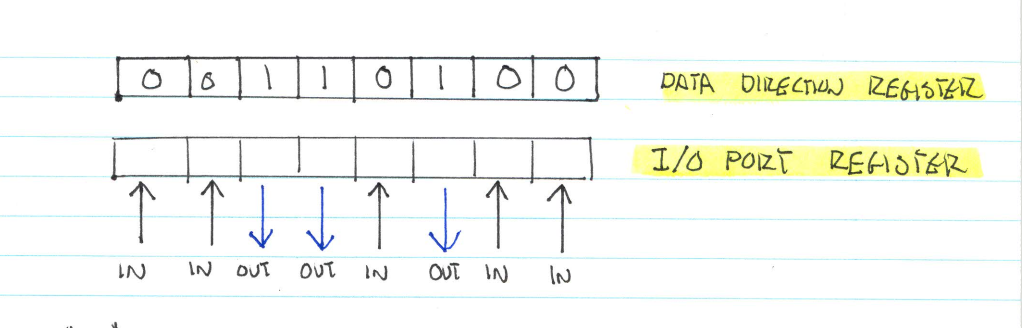 0 0 1 1 0 1 0 0 DATA DIRECTION REGISTER
I/O PORT REGISTER
IN IN OUT OUT IN OUT IN IN